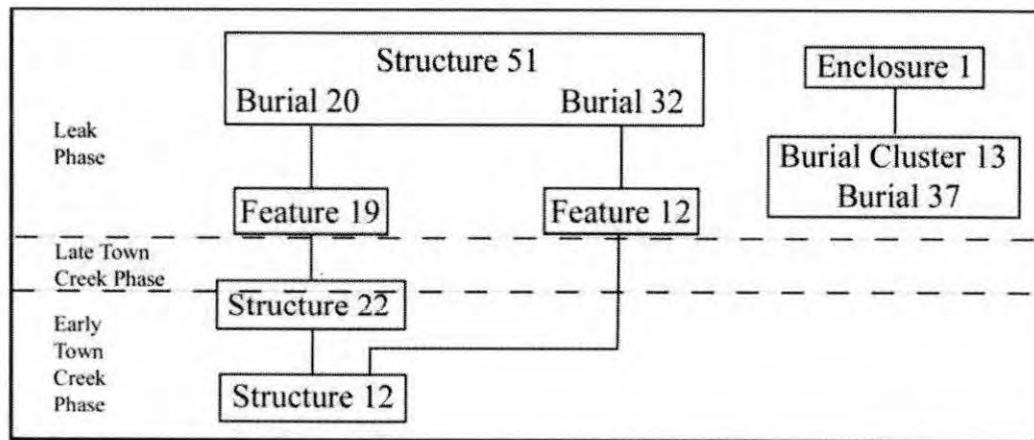 Structure 51
Burial 20 Burial 32
Enclosure 1
Leak
Phase
Burial Cluster 13
Burial 37
Feature 19
Feature 12
Late Town
Creek Phase
Structure 22
Early
Town
Creek
Phase
Structure 12